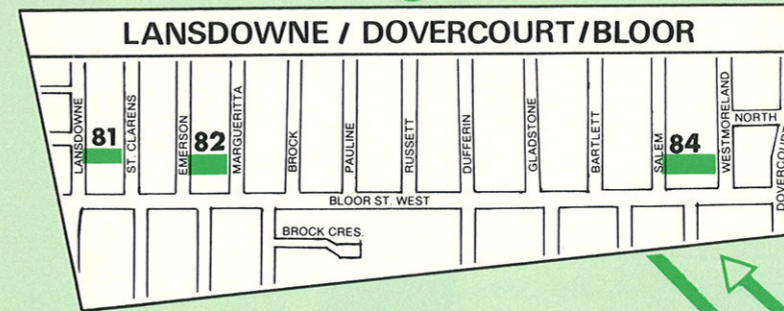 LANSDOWNE / DOVERCOURT/BLOOR
LANSDOWNE
81
ST. CLARENS
EMERSON
82
MARGUERITTA
BROCK
PAULINE
RUSSETT
DUFFERIN
GLADSTONE
BARTLETT
SALEM
84
WESTMORELAND
NORTH
BLOOR ST. WEST
BROCK CRES.